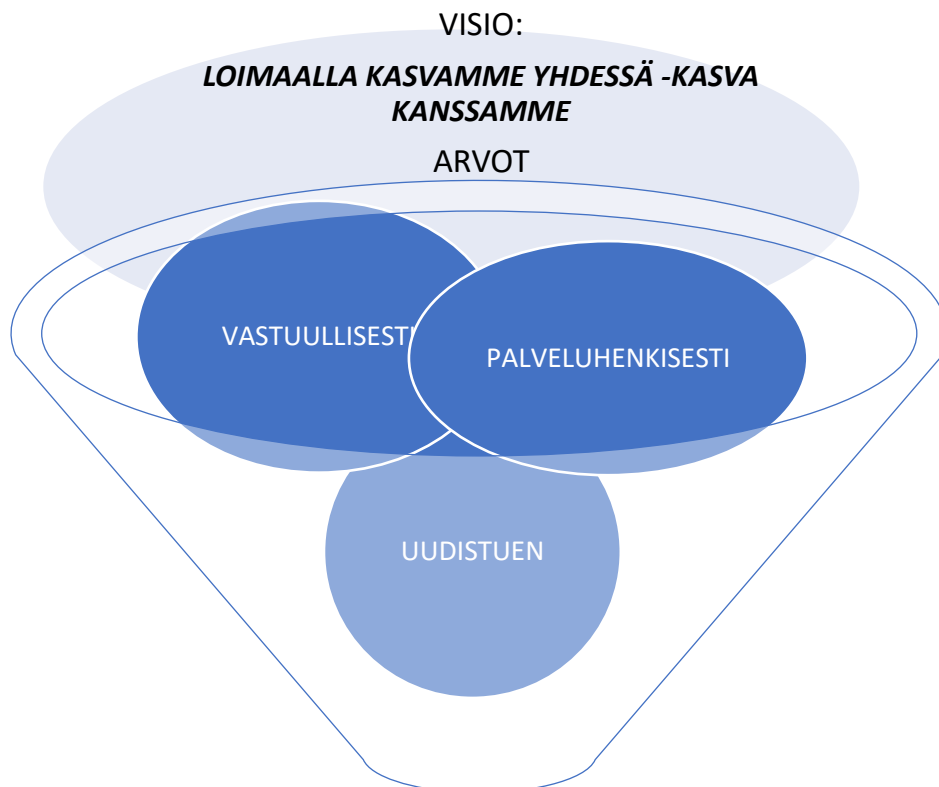 VISIO:
LOIMAALLA KASVAMME YHDESSÄ -KASVA
KANSSAMME
ARVOT
VASTUULLISESTI
PALVELUHENKISESTI
UUDISTUEN